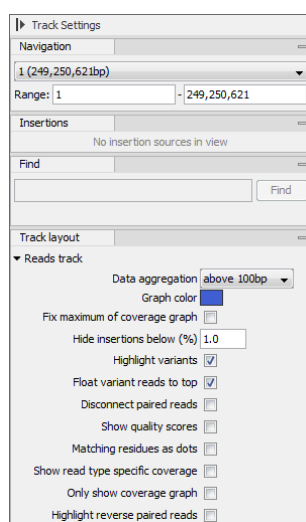 Track Settings
Navigation
1 (249,250,621bp)
Range: 1 - 249,250,621
Insertions
No insertion sources in view
Find
Find
Track layout
Reads track
Data aggregation above 100bp
Graph color
Fix maximum of coverage graph
Hide insertions below (%) 1.0
Highlight variants
Float variant reads to top
Disconnect paired reads
Show quality scores
Matching residues as dots
Show read type specific coverage
Only show coverage graph
Highlight reverse paired reads